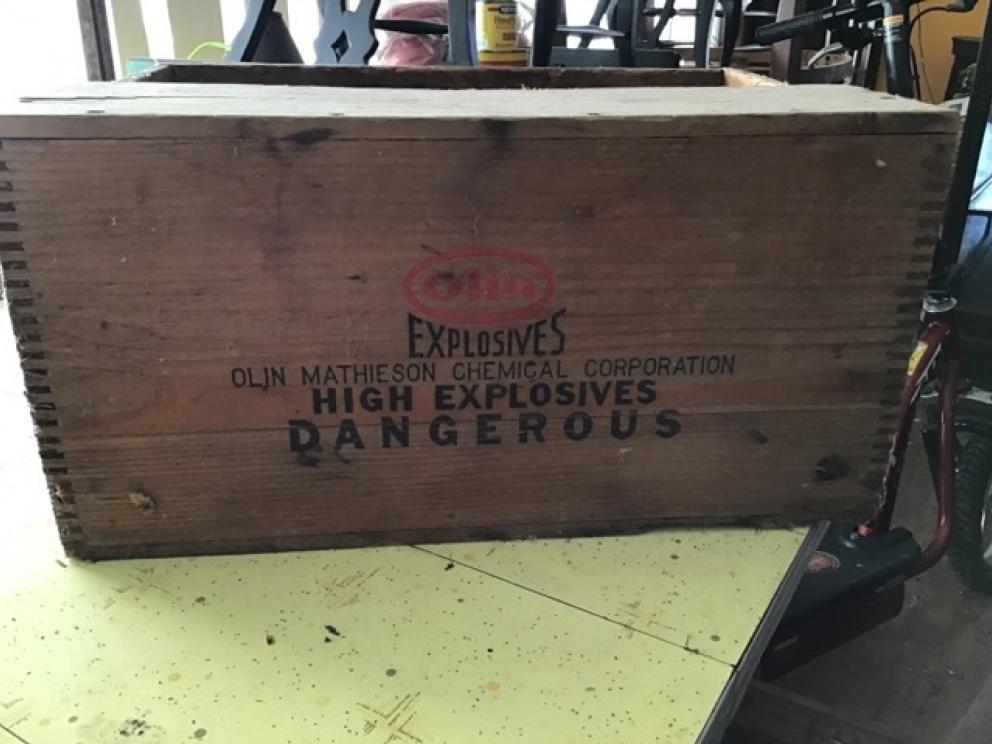 Olin
EXPLOSIVES
OLIN MATHIESON CHEMICAL CORPORATION
HIGH EXPLOSIVES
DANGEROUS